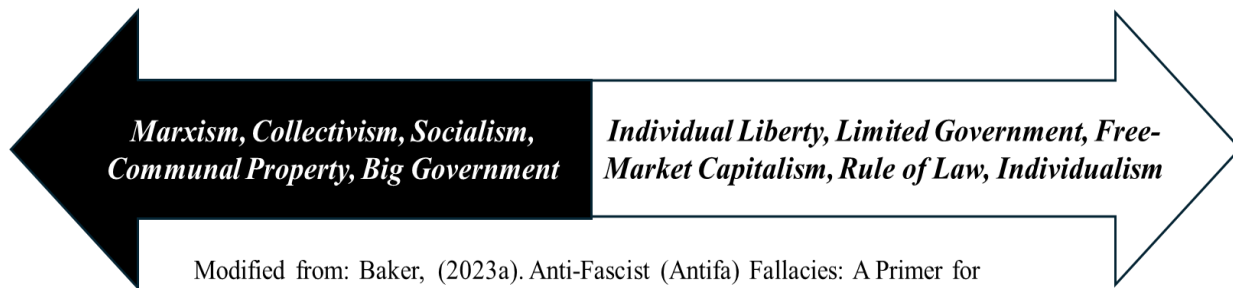 Marxism, Collectivism, Socialism,
Communal Property, Big Government
Individual Liberty, Limited Government, Free-
Market Capitalism, Rule of Law, Individualism
Modified from: Baker, (2023a). Anti-Fascist (Antifa) Fallacies: A Primer for